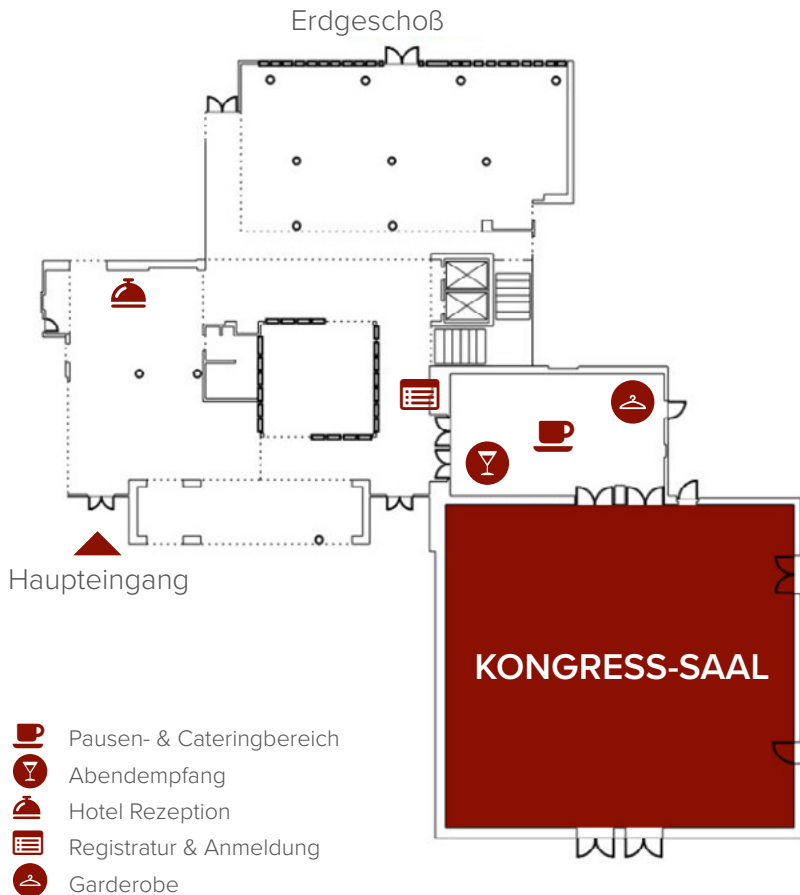 Erdgeschoß
Haupteingang
KONGRESS-SAAL
Pausen- & Cateringbereich
Abendempfang
Hotel Rezeption
Registratur & Anmeldung
Garderobe